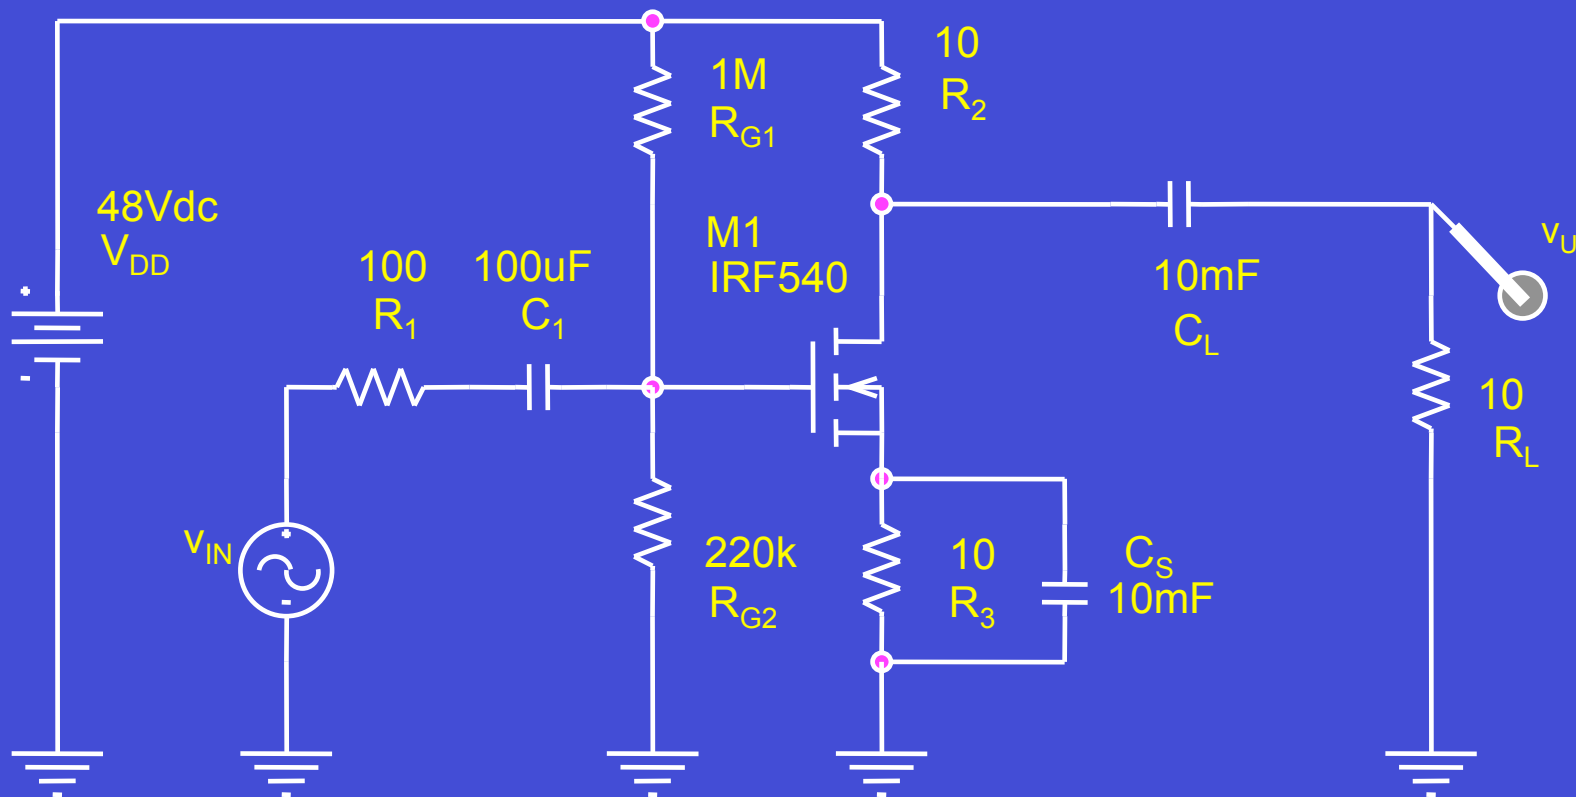 10
R2
1M
RG1
48Vdc
VDD
M1
IRF540
100
R1
100uF
C1
10mF
CL
vU
10
RL
vIN
220k
RG2
10
R3
CS
10mF